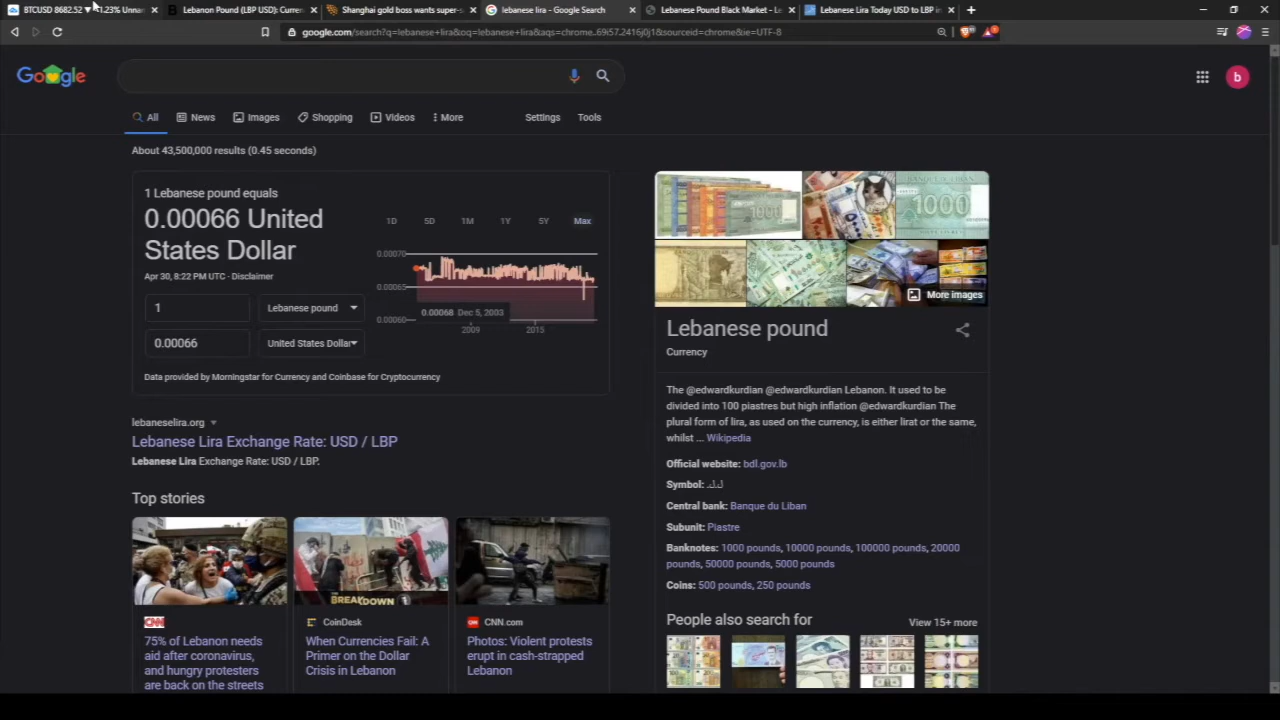 BTCUSD 8682.52 ▼ −1.23% Unnam
Lebanon Pound (LBP USD): Curren
Shanghai gold boss wants super-s
lebanese lira - Google Search
Lebanese Pound Black Market - Le
Lebanese Lira Today USD to LBP in
google.com/search?q=lebanese+lira&oq=lebanese+lira&aqs=chrome..69i57.2416j0j1&sourceid=chrome&ie=UTF-8
Google
b
All
News
Images
Shopping
Videos
More
Settings
Tools
About 43,500,000 results (0.45 seconds)
1 Lebanese pound equals
0.00066 United
States Dollar
Apr 30, 8:22 PM UTC - Disclaimer
1
Lebanese pound
0.00066
United States Dollar
1D
5D
1M
1Y
5Y
Max
0.00070
0.00065
0.00060
0.00068 Dec 5, 2003
2009
2015
Data provided by Morningstar for Currency and Coinbase for Cryptocurrency
lebaneselira.org
Lebanese Lira Exchange Rate: USD / LBP
Lebanese Lira Exchange Rate: USD / LBP.
Top stories
BREAKDOWN
CNN
75% of Lebanon needs
aid after coronavirus,
and hungry protesters
are back on the streets
CoinDesk
When Currencies Fail: A
Primer on the Dollar
Crisis in Lebanon
CNN.com
Photos: Violent protests
erupt in cash-strapped
Lebanon
1000
1000
More images
Lebanese pound
Currency
The @edwardkurdian @edwardkurdian Lebanon. It used to be
divided into 100 piastres but high inflation @edwardkurdian The
plural form of lira, as used on the currency, is either lirat or the same,
whilst ... Wikipedia
Official website: bdl.gov.lb
Symbol: ل.ل.
Central bank: Banque du Liban
Subunit: Piastre
Banknotes: 1000 pounds, 10000 pounds, 100000 pounds, 20000
pounds, 50000 pounds, 5000 pounds
Coins: 500 pounds, 250 pounds
People also search for
View 15+ more